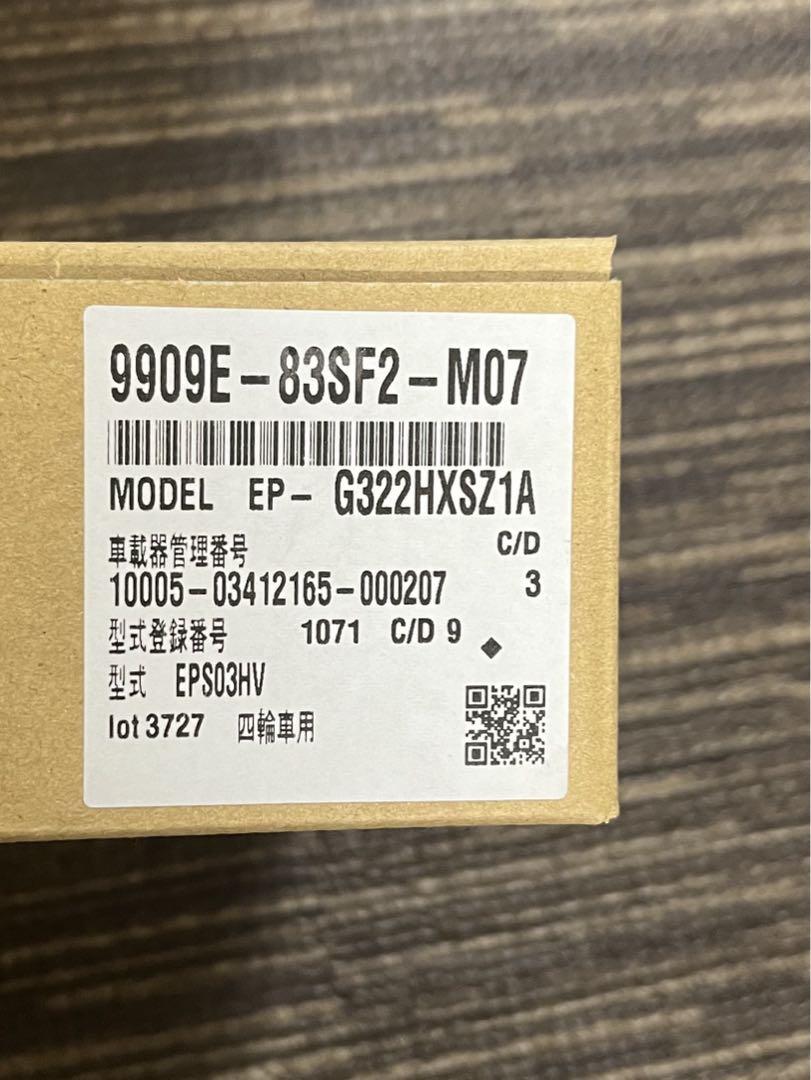 9909E-83SF2-M07
MODEL EP- G322HXSZ1A
車載器管理番号 C/D
10005-03412165-000207 3
型式登録番号 1071 C/D 9
型式 EPS03HV
lot 3727 四輪車用